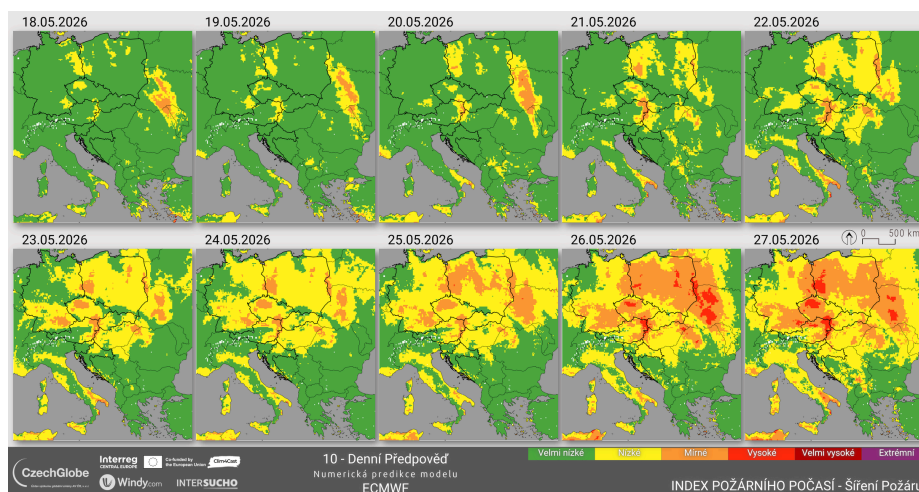 18.05.2026
19.05.2026
20.05.2026
21.05.2026
22.05.2026
23.05.2026
24.05.2026
25.05.2026
26.05.2026
27.05.2026
0 500 km
CzechGlobe
Interreg
CENTRAL EUROPE
Co-funded by
the European Union
Clim4Cast
Windy.com
INTERSUCHO
10 - Denní Předpověď
Numerická predikce modelu
ECMWF
Velmi nízké
Nízké
Mírné
Vysoké
Velmi vysoké
Extrémní
INDEX POŽÁRNÍHO POČASÍ - Šíření Požáru